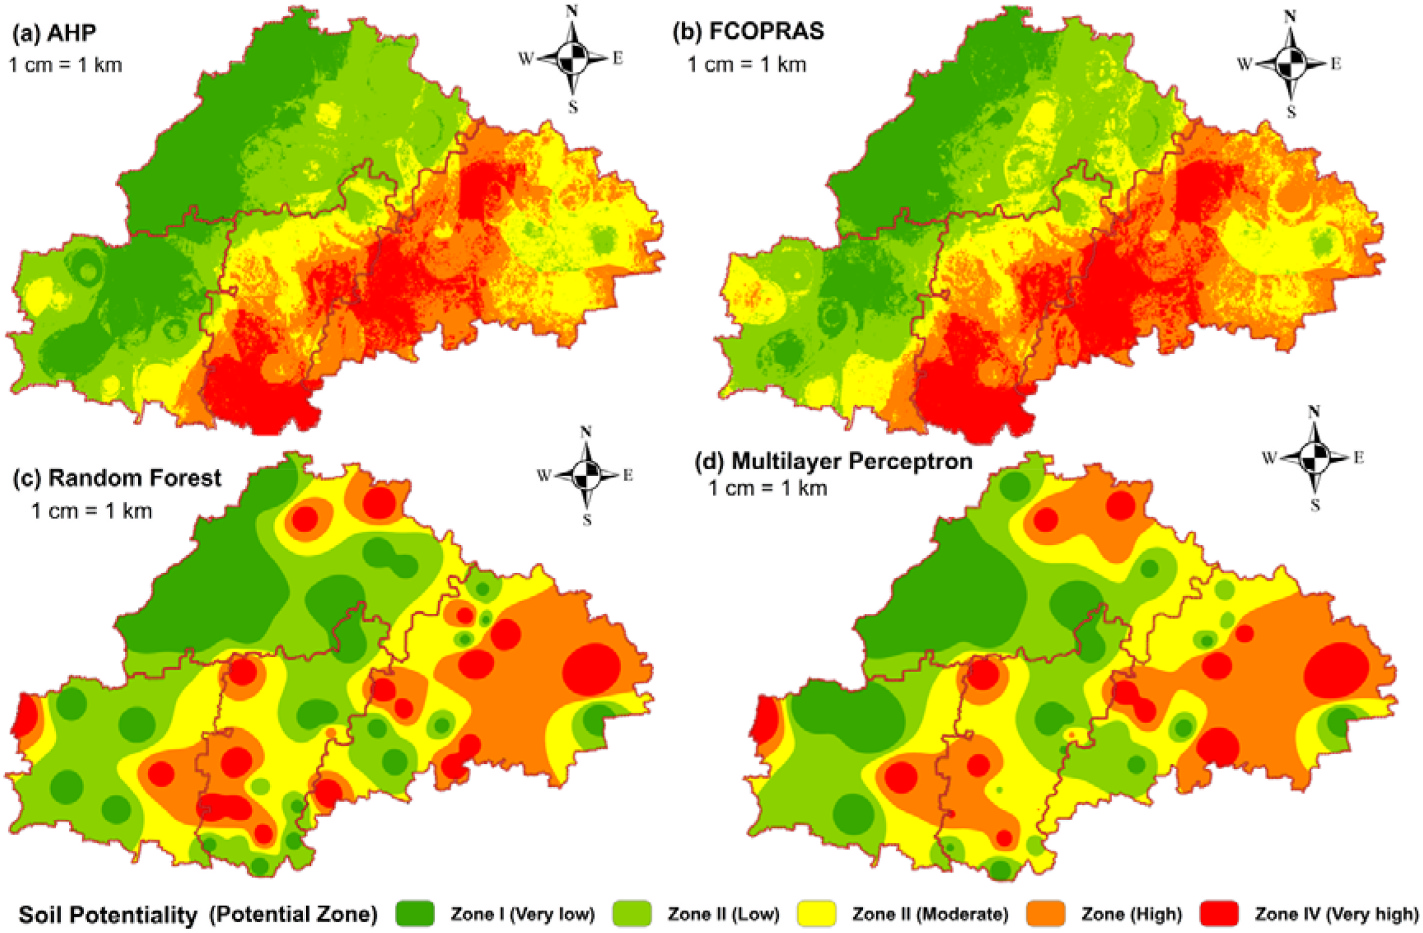 (a) AHP
1 cm = 1 km
N
W E
S
(b) FCOPRAS
1 cm = 1 km
N
W E
S
(c) Random Forest
1 cm = 1 km
N
W E
S
(d) Multilayer Perceptron
1 cm = 1 km
N
W E
S
Soil Potentiality (Potential Zone) Zone I (Very low) Zone II (Low) Zone II (Moderate) Zone (High) Zone IV (Very high)